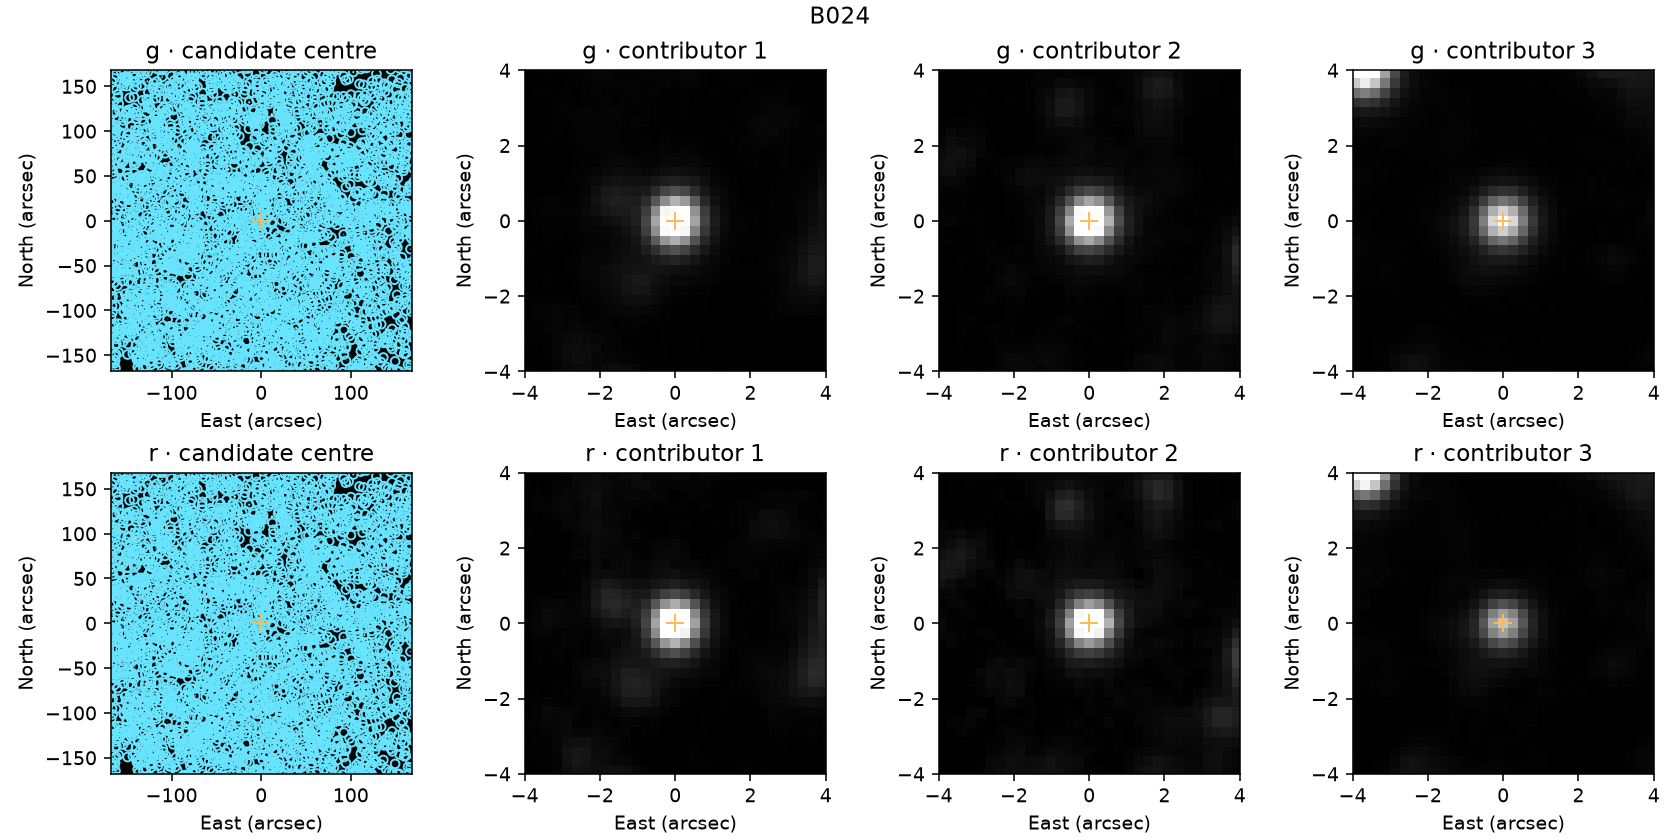 B024
g · candidate centre
g · contributor 1
g · contributor 2
g · contributor 3
North (arcsec)
150
100
50
0
−50
−100
−150
−100 0 100
East (arcsec)
North (arcsec)
4
2
0
−2
−4
−4 −2 0 2 4
East (arcsec)
North (arcsec)
4
2
0
−2
−4
−4 −2 0 2 4
East (arcsec)
North (arcsec)
4
2
0
−2
−4
−4 −2 0 2 4
East (arcsec)
r · candidate centre
r · contributor 1
r · contributor 2
r · contributor 3
North (arcsec)
150
100
50
0
−50
−100
−150
−100 0 100
East (arcsec)
North (arcsec)
4
2
0
−2
−4
−4 −2 0 2 4
East (arcsec)
North (arcsec)
4
2
0
−2
−4
−4 −2 0 2 4
East (arcsec)
North (arcsec)
4
2
0
−2
−4
−4 −2 0 2 4
East (arcsec)